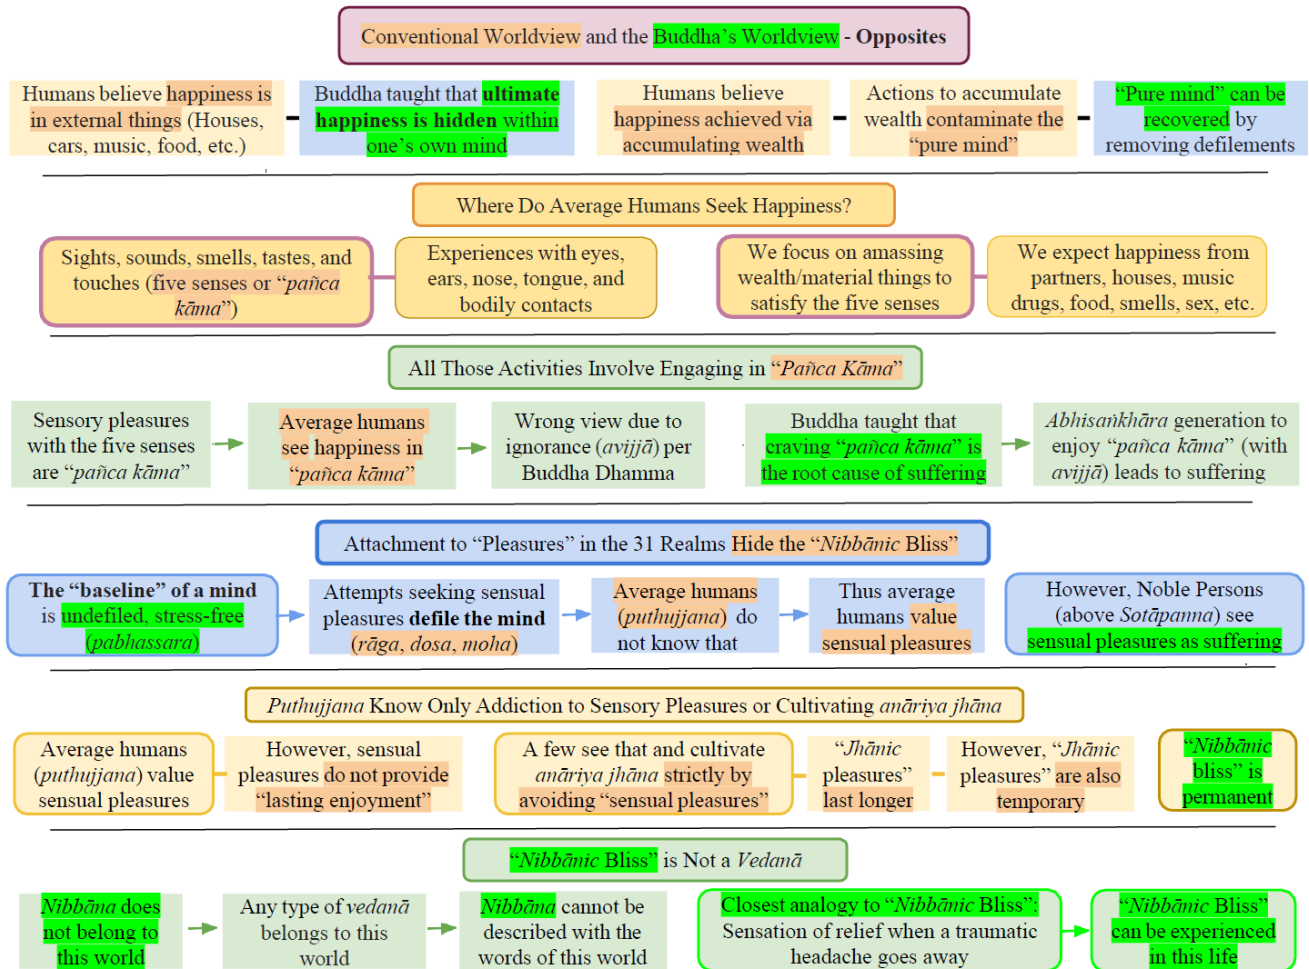 Conventional Worldview and the Buddha's Worldview - Opposites
Humans believe happiness is
in external things (Houses,
cars, music, food, etc.)
Buddha taught that ultimate
happiness is hidden within
one's own mind
Humans believe
happiness achieved via
accumulating wealth
Actions to accumulate
wealth contaminate the
"pure mind"
"Pure mind" can be
recovered by
removing defilements
Where Do Average Humans Seek Happiness?
Sights, sounds, smells, tastes, and
touches (five senses or "pañca
kāma")
Experiences with eyes,
ears, nose, tongue, and
bodily contacts
We focus on amassing
wealth/material things to
satisfy the five senses
We expect happiness from
partners, houses, music
drugs, food, smells, sex, etc.
All Those Activities Involve Engaging in "Pañca Kāma"
Sensory pleasures
with the five senses
are "pañca kāma"
Average humans
see happiness in
"pañca kāma"
Wrong view due to
ignorance (avijjā) per
Buddha Dhamma
Buddha taught that
craving "pañca kāma" is
the root cause of suffering
Abhisaṅkhāra generation to
enjoy "pañca kāma" (with
avijjā) leads to suffering
Attachment to "Pleasures" in the 31 Realms Hide the "Nibbānic Bliss"
The "baseline" of a mind
is undefiled, stress-free
(pabhassara)
Attempts seeking sensual
pleasures defile the mind
(rāga, dosa, moha)
Average humans
(puthujjana) do
not know that
Thus average
humans value
sensual pleasures
However, Noble Persons
(above Sotāpanna) see
sensual pleasures as suffering
Puthujjana Know Only Addiction to Sensory Pleasures or Cultivating anāriya jhāna
Average humans
(puthujjana) value
sensual pleasures
However, sensual
pleasures do not provide
"lasting enjoyment"
A few see that and cultivate
anāriya jhāna strictly by
avoiding "sensual pleasures"
"Jhānic
pleasures"
last longer
However, "Jhānic
pleasures" are also
temporary
"Nibbānic
bliss" is
permanent
"Nibbānic Bliss" is Not a Vedanā
Nibbāna does
not belong to
this world
Any type of vedanā
belongs to this
world
Nibbāna cannot be
described with the
words of this world
Closest analogy to "Nibbānic Bliss":
Sensation of relief when a traumatic
headache goes away
"Nibbānic Bliss"
can be experienced
in this life